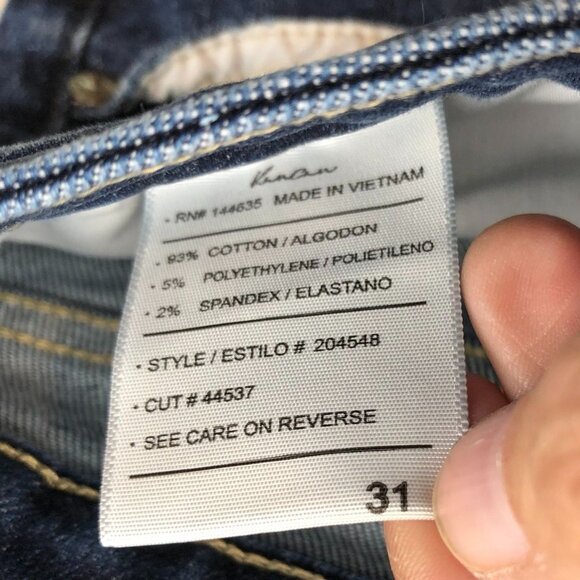 Kancan
· RN# 144635 MADE IN VIETNAM
· 93% COTTON / ALGODON
· 5% POLYETHYLENE / POLIETILENO
· 2% SPANDEX / ELASTANO
· STYLE / ESTILO # 204548
· CUT # 44537
· SEE CARE ON REVERSE
31